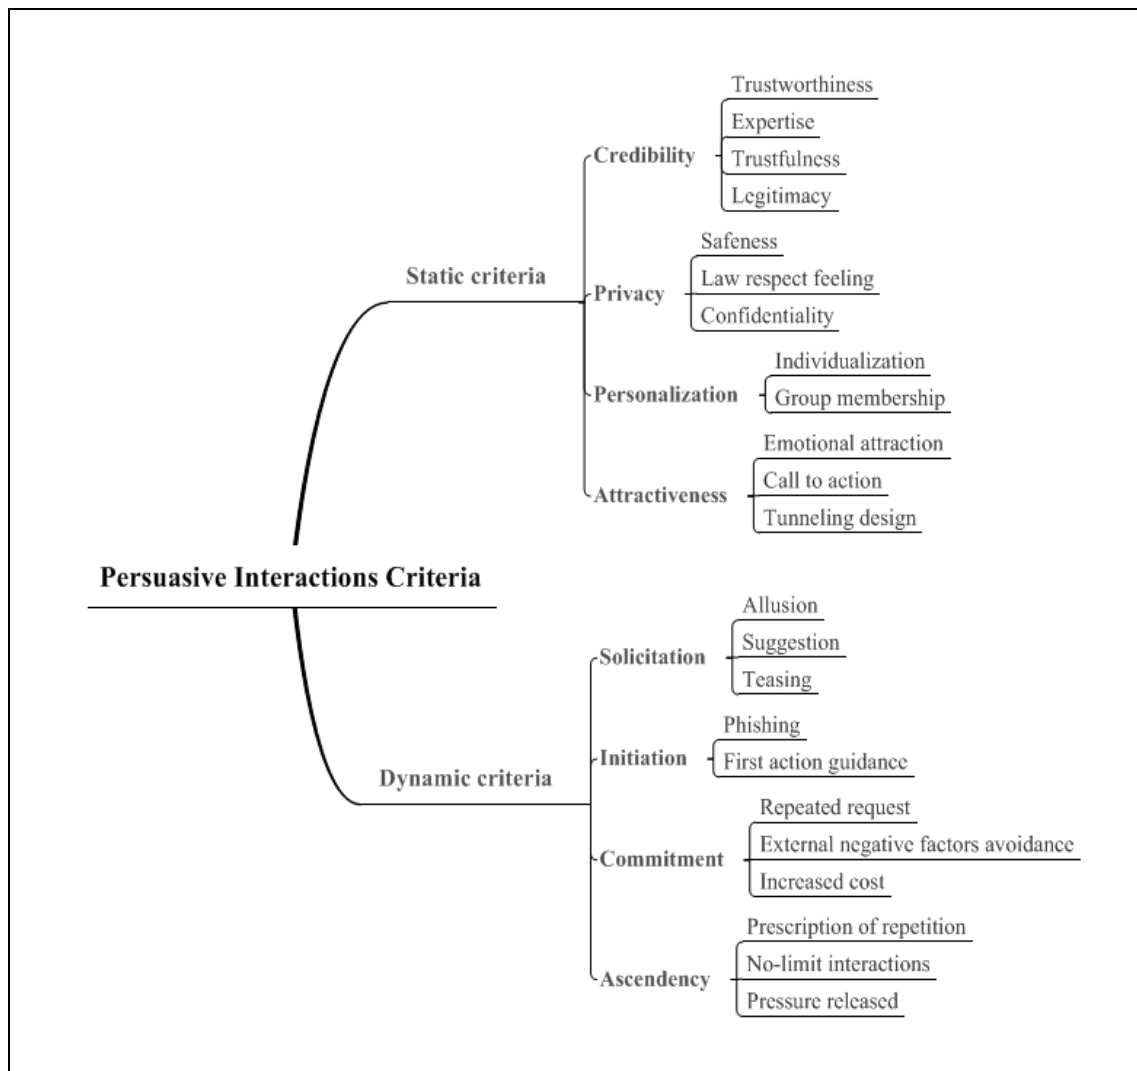 Persuasive Interactions Criteria
Static criteria
Credibility
Trustworthiness
Expertise
Trustfulness
Legitimacy
Privacy
Safeness
Law respect feeling
Confidentiality
Personalization
Individualization
Group membership
Attractiveness
Emotional attraction
Call to action
Tunneling design
Dynamic criteria
Solicitation
Allusion
Suggestion
Teasing
Initiation
Phishing
First action guidance
Commitment
Repeated request
External negative factors avoidance
Increased cost
Ascendency
Prescription of repetition
No-limit interactions
Pressure released